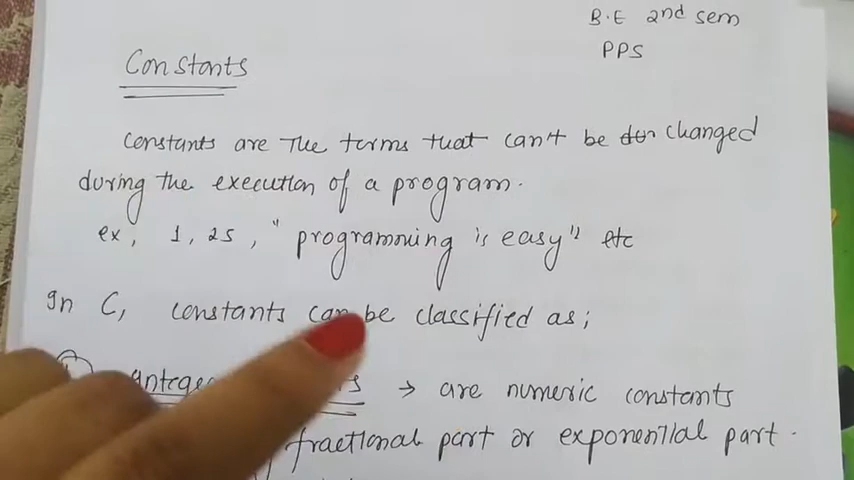 B.E 2nd sem
PPS
Constants
Constants are The terms that can't be changed
during the execution of a program.
ex, 1, 25, "programming is easy" etc
In C, constants can be classified as;
→ are numeric constants
fractional part or exponential part.